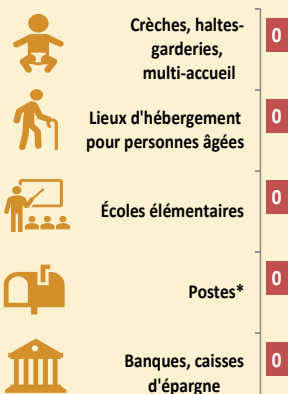 Crèches, haltes-
garderies,
multi-accueil
0
Lieux d'hébergement
pour personnes âgées
0
Écoles élémentaires
0
Postes*
0
Banques, caisses
d'épargne
0